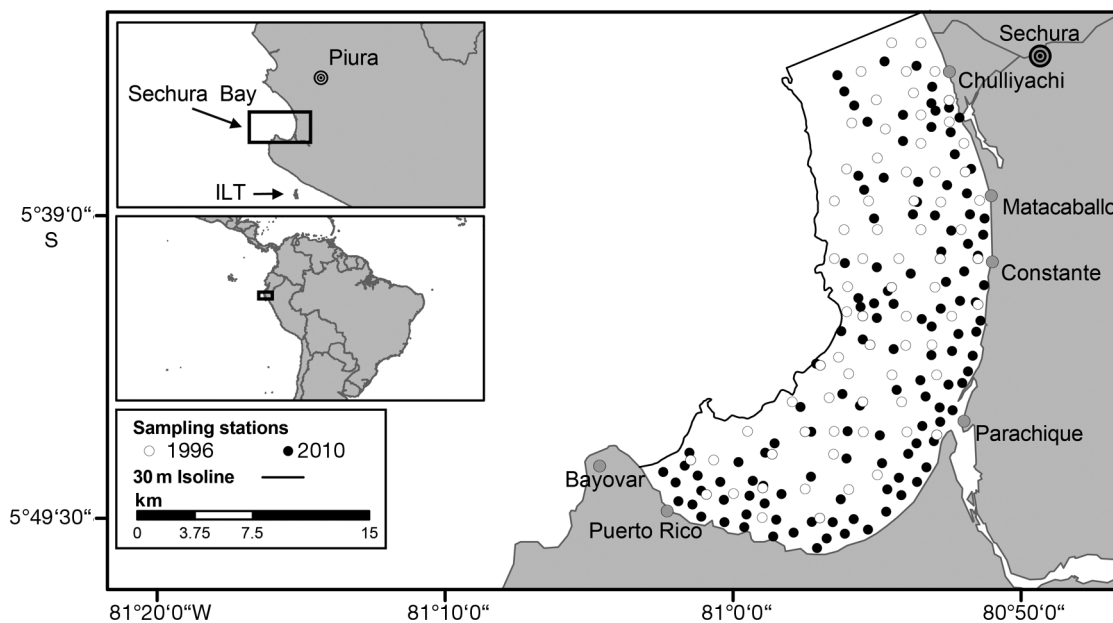 Piura
Sechura Bay
ILT
Sechura
Chulliyachi
Matacaballo
Constante
Parachique
Bayovar
Puerto Rico
5°39‘0“
S
5°49‘30“
Sampling stations
1996 2010
30 m Isoline
km
0 3.75 7.5 15
81°20‘0“W 81°10‘0“ 81°0‘0“ 80°50‘0“